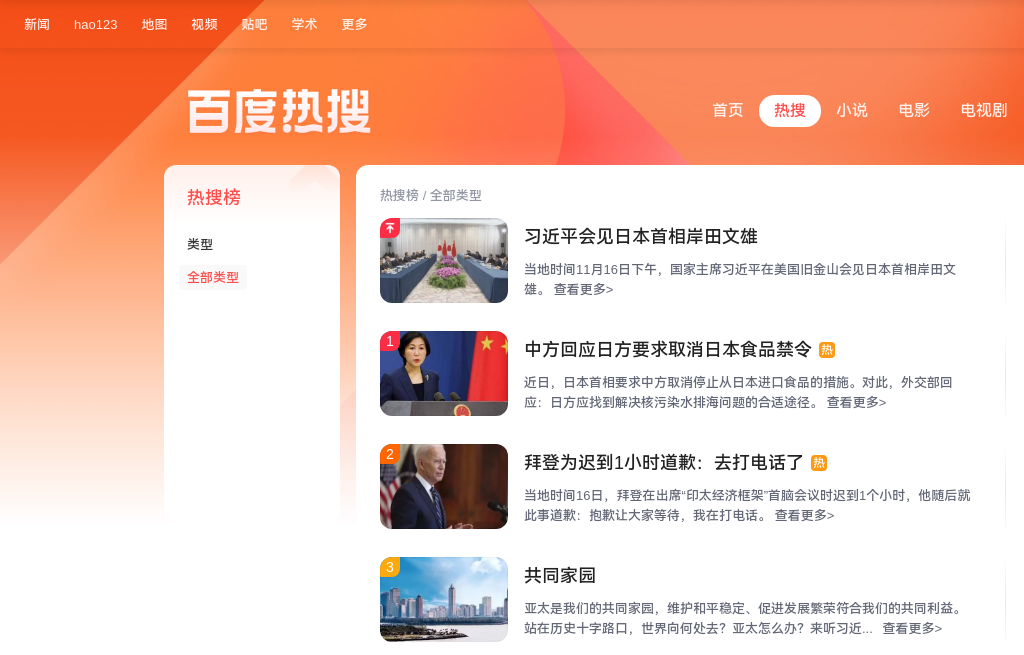 新闻 hao123 地图 视频 贴吧 学术 更多
百度热搜
首页 热搜 小说 电影 电视剧
热搜榜
类型
全部类型
热搜榜 / 全部类型
习近平会见日本首相岸田文雄
当地时间11月16日下午，国家主席习近平在美国旧金山会见日本首相岸田文
雄。 查看更多>
1
中方回应日方要求取消日本食品禁令 热
近日，日本首相要求中方取消停止从日本进口食品的措施。对此，外交部回
应：日方应找到解决核污染水排海问题的合适途径。 查看更多>
2
拜登为迟到1小时道歉：去打电话了 热
当地时间16日，拜登在出席“印太经济框架”首脑会议时迟到1个小时，他随后就
此事道歉：抱歉让大家等待，我在打电话。 查看更多>
3
共同家园
亚太是我们的共同家园，维护和平稳定、促进发展繁荣符合我们的共同利益。
站在历史十字路口，世界向何处去？亚太怎么办？来听习近... 查看更多>